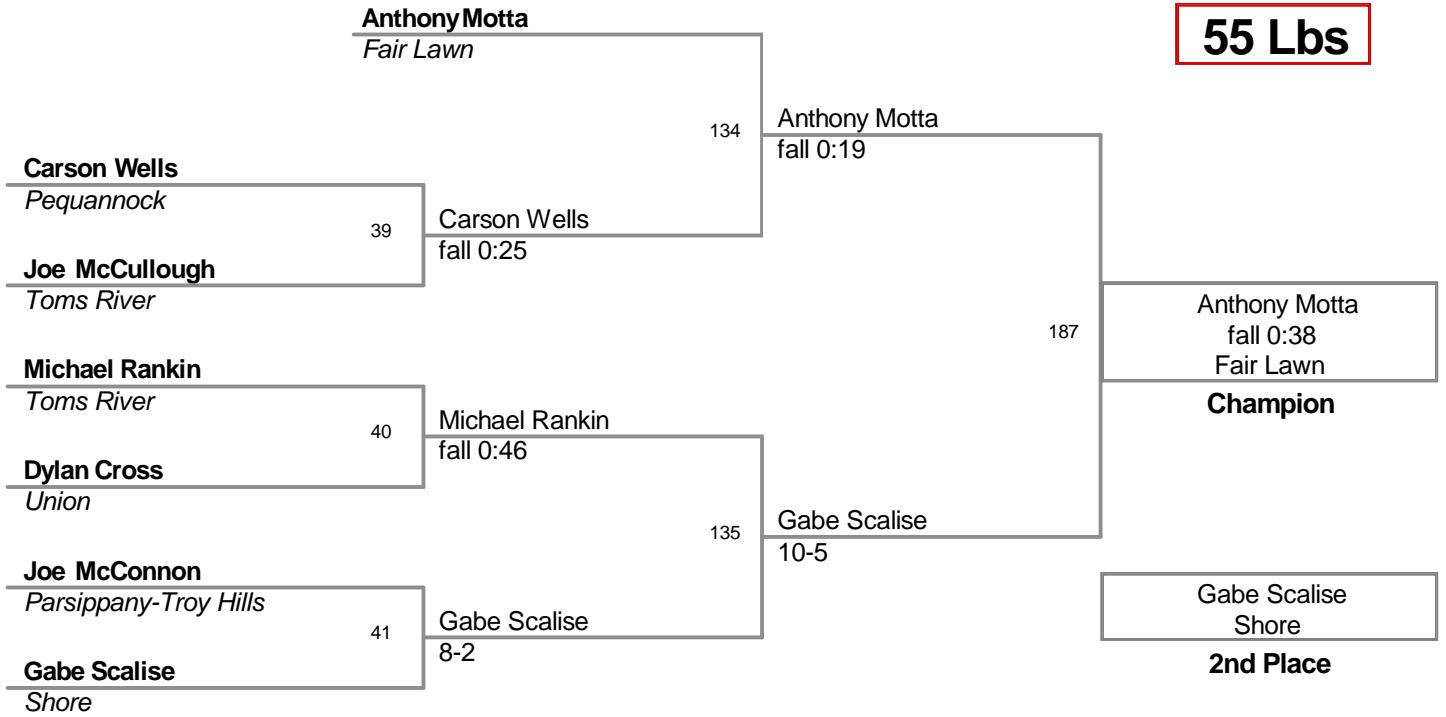 Anthony Motta
Fair Lawn
55 Lbs
134
Anthony Motta
fall 0:19
Carson Wells
Pequannock
39
Carson Wells
fall 0:25
Joe McCullough
Toms River
187
Anthony Motta
fall 0:38
Fair Lawn
Champion
Michael Rankin
Toms River
40
Michael Rankin
fall 0:46
Dylan Cross
Union
135
Gabe Scalise
10-5
Joe McConnon
Parsippany-Troy Hills
41
Gabe Scalise
8-2
Gabe Scalise
Shore
2nd Place
Gabe Scalise
Shore